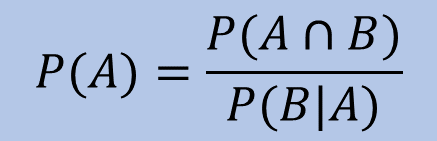 P(A) = P(A ∩ B) / P(B|A)